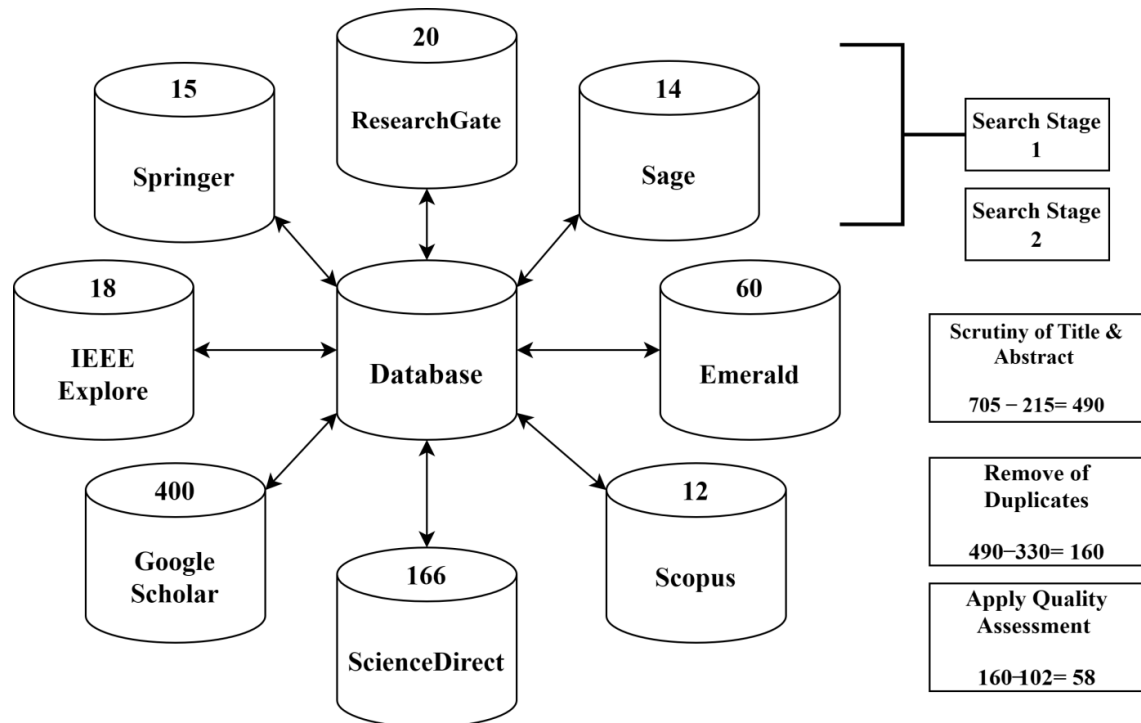 20
ResearchGate
15
Springer
14
Sage
18
IEEE
Explore
Database
60
Emerald
400
Google
Scholar
166
ScienceDirect
12
Scopus
Search Stage
1
Search Stage
2
Scrutiny of Title &
Abstract
705 – 215= 490
Remove of
Duplicates
490–330= 160
Apply Quality
Assessment
160–102= 58